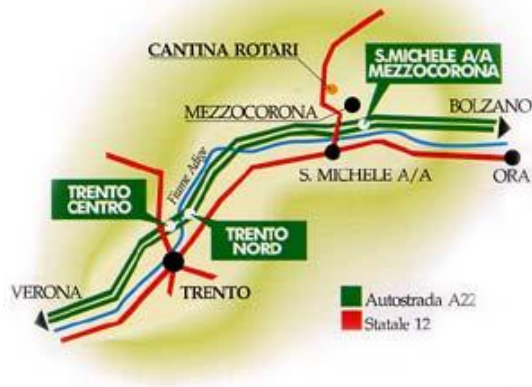 CANTINA ROTARI
S.MICHELE A/A
MEZZOCORONA
MEZZOCORONA
BOLZANO
S. MICHELE A/A
ORA
Fiume Adige
TRENTO
CENTRO
TRENTO
NORD
VERONA
TRENTO
Autostrada A22
Statale 12